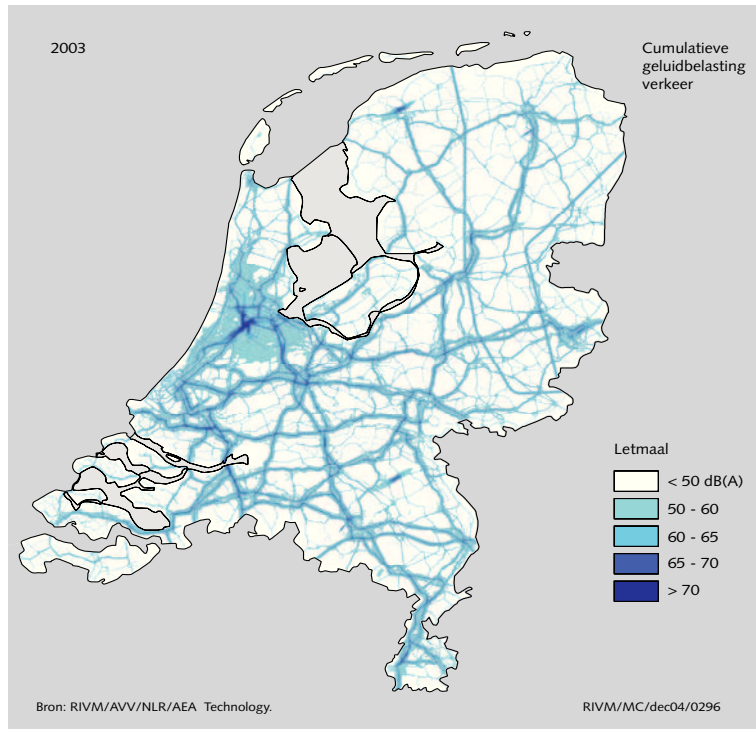 2003
Cumulatieve
geluidbelasting
verkeer
Letmaal
< 50 dB(A)
50 - 60
60 - 65
65 - 70
> 70
Bron: RIVM/AVV/NLR/AEA Technology.
RIVM/MC/dec04/0296